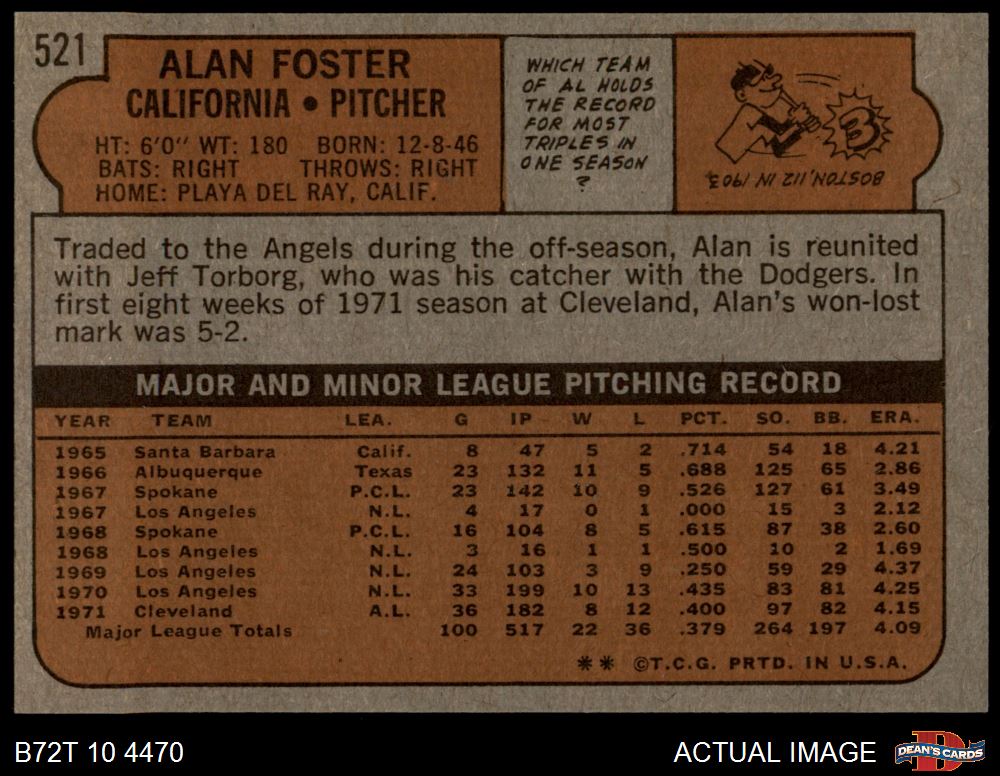 521
ALAN FOSTER
CALIFORNIA • PITCHER
HT: 6'0" WT: 180 BORN: 12-8-46
BATS: RIGHT THROWS: RIGHT
HOME: PLAYA DEL RAY, CALIF.
WHICH TEAM
OF AL HOLDS
THE RECORD
FOR MOST
TRIPLES IN
ONE SEASON
?
3
BOSTON, 112 IN 1903
Traded to the Angels during the off-season, Alan is reunited
with Jeff Torborg, who was his catcher with the Dodgers. In
first eight weeks of 1971 season at Cleveland, Alan's won-lost
mark was 5-2.
MAJOR AND MINOR LEAGUE PITCHING RECORD
YEAR TEAM LEA. G IP W L PCT. SO. BB. ERA.
1965 Santa Barbara Calif. 8 47 5 2 .714 54 18 4.21
1966 Albuquerque Texas 23 132 11 5 .688 125 65 2.86
1967 Spokane P.C.L. 23 142 10 9 .526 127 61 3.49
1967 Los Angeles N.L. 4 17 0 1 .000 15 3 2.12
1968 Spokane P.C.L. 16 104 8 5 .615 87 38 2.60
1968 Los Angeles N.L. 3 16 1 1 .500 10 2 1.69
1969 Los Angeles N.L. 24 103 3 9 .250 59 29 4.37
1970 Los Angeles N.L. 33 199 10 13 .435 83 81 4.25
1971 Cleveland A.L. 36 182 8 12 .400 97 82 4.15
Major League Totals 100 517 22 36 .379 264 197 4.09
** ©T.C.G. PRTD. IN U.S.A.
B72T 10 4470
ACTUAL IMAGE
D
DEAN'S CARDS